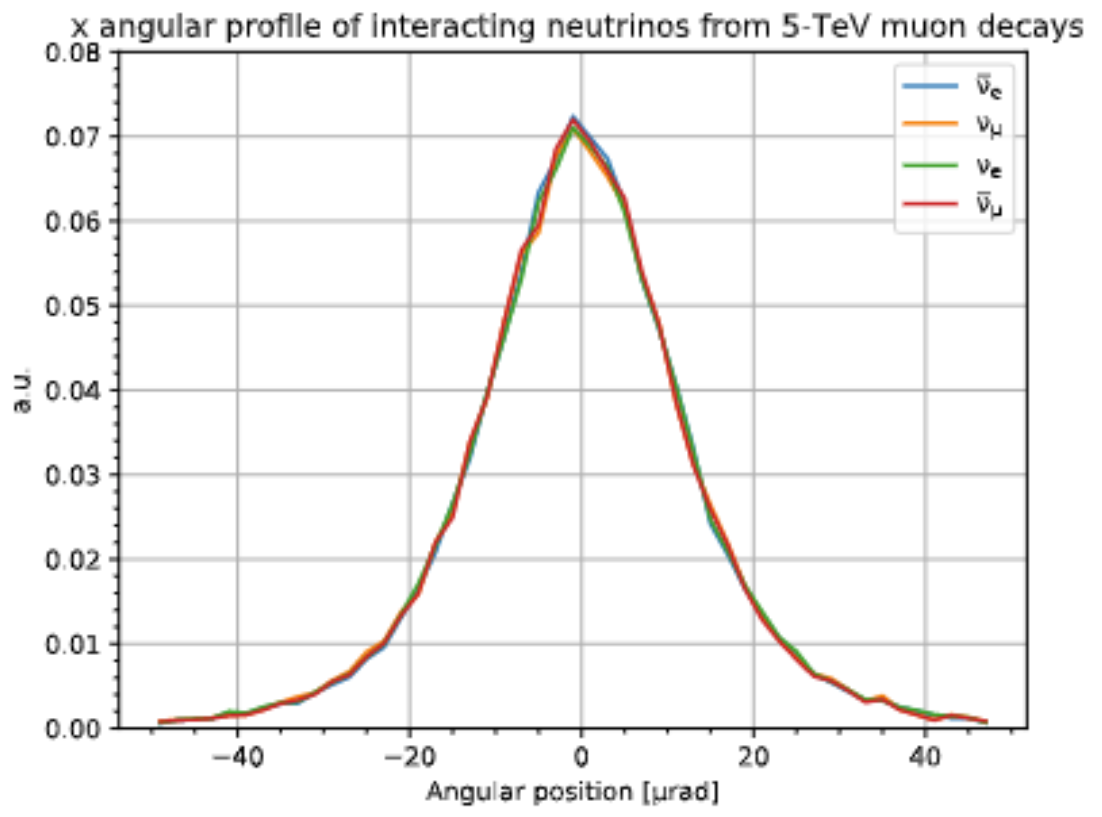 x angular profile of interacting neutrinos from 5-TeV muon decays
0.08
0.07
0.06
0.05
0.04
0.03
0.02
0.01
0.00
a.u.
ν̅e
νμ
νe
ν̅μ
−40 −20 0 20 40
Angular position [μrad]